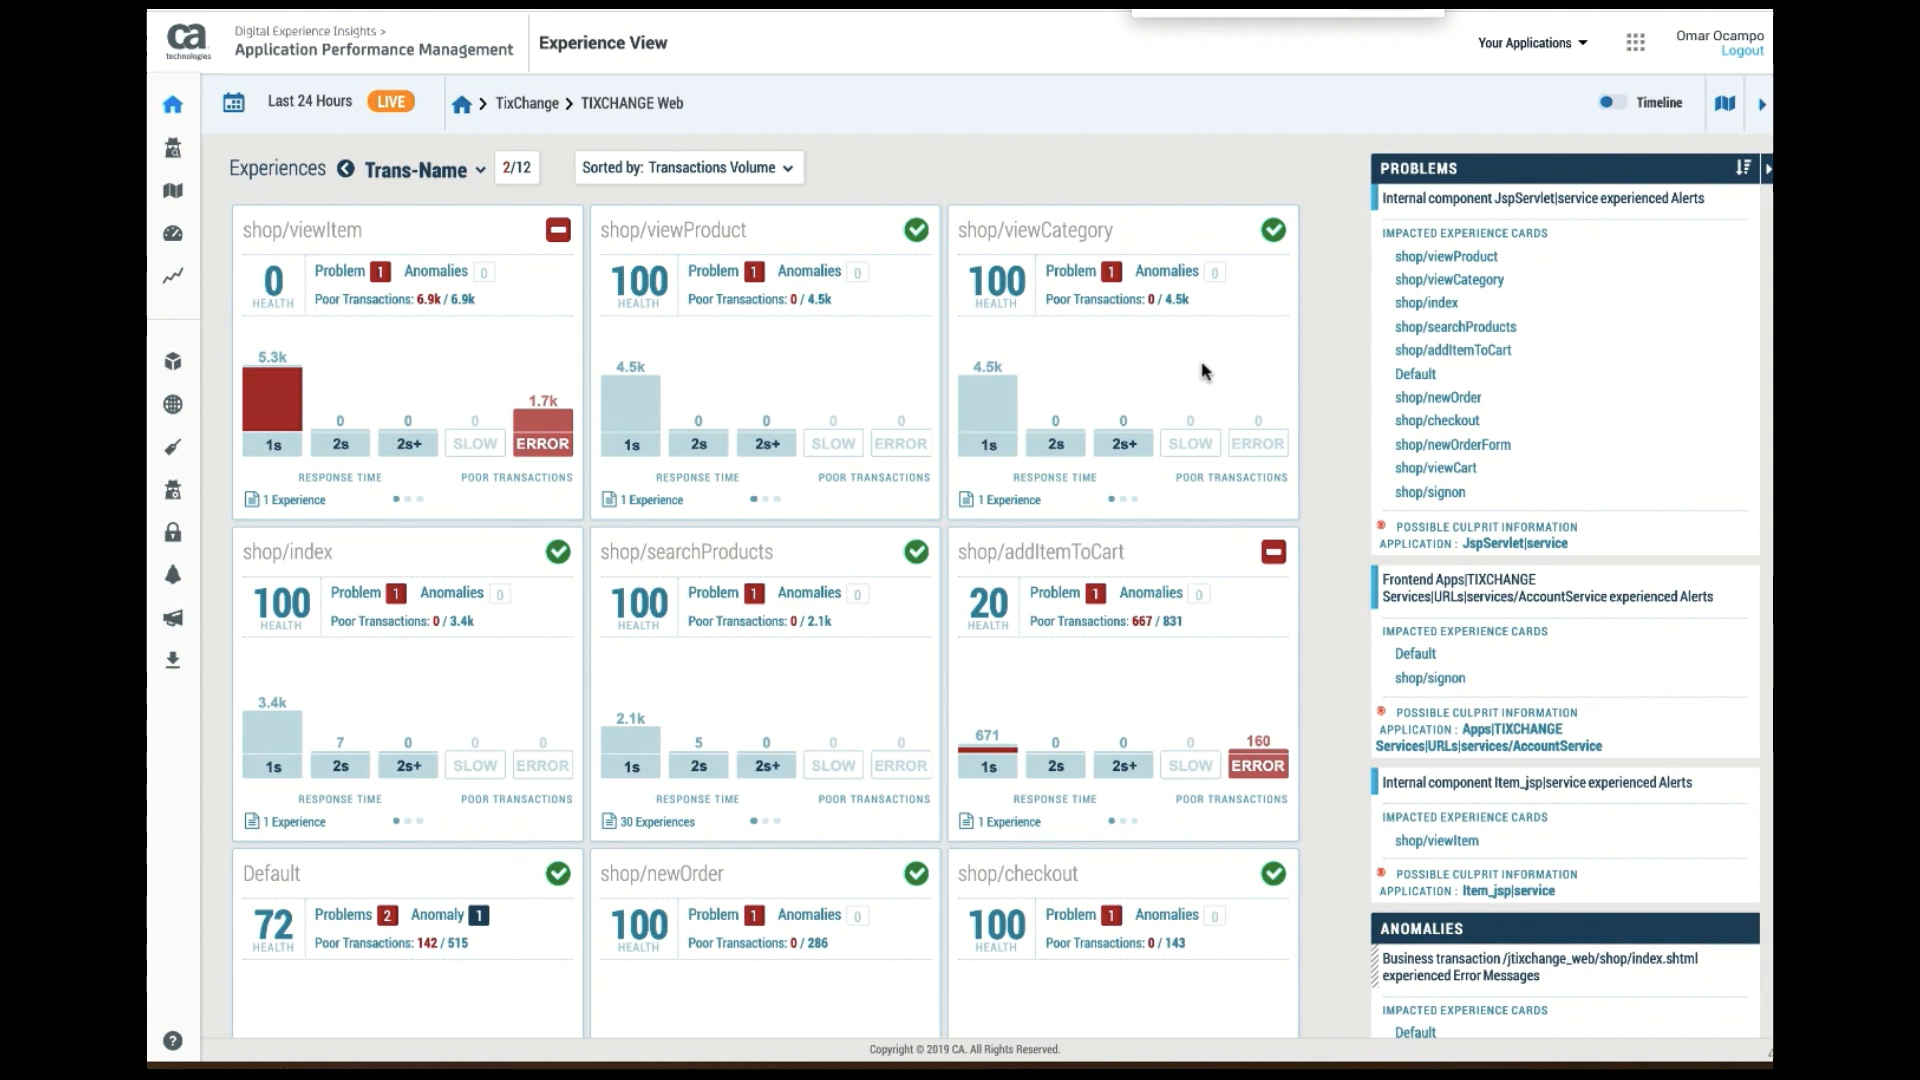 ca
technologies
Digital Experience Insights >
Application Performance Management
Experience View
Your Applications
Omar Ocampo
Logout
Last 24 Hours
LIVE
TixChange
TIXCHANGE Web
Timeline
Experiences
Trans-Name
2/12
Sorted by: Transactions Volume
shop/viewItem
0
HEALTH
Problem 1 Anomalies 0
Poor Transactions: 6.9k / 6.9k
5.3k 0 0 0 1.7k
1s 2s 2s+ SLOW ERROR
RESPONSE TIME POOR TRANSACTIONS
1 Experience
shop/viewProduct
100
HEALTH
Problem 1 Anomalies 0
Poor Transactions: 0 / 4.5k
4.5k 0 0 0 0
1s 2s 2s+ SLOW ERROR
RESPONSE TIME POOR TRANSACTIONS
1 Experience
shop/viewCategory
100
HEALTH
Problem 1 Anomalies 0
Poor Transactions: 0 / 4.5k
4.5k 0 0 0 0
1s 2s 2s+ SLOW ERROR
RESPONSE TIME POOR TRANSACTIONS
1 Experience
shop/index
100
HEALTH
Problem 1 Anomalies 0
Poor Transactions: 0 / 3.4k
3.4k 7 0 0 0
1s 2s 2s+ SLOW ERROR
RESPONSE TIME POOR TRANSACTIONS
1 Experience
shop/searchProducts
100
HEALTH
Problem 1 Anomalies 0
Poor Transactions: 0 / 2.1k
2.1k 5 0 0 0
1s 2s 2s+ SLOW ERROR
RESPONSE TIME POOR TRANSACTIONS
30 Experiences
shop/addItemToCart
20
HEALTH
Problem 1 Anomalies 0
Poor Transactions: 667 / 831
671 0 0 0 160
1s 2s 2s+ SLOW ERROR
RESPONSE TIME POOR TRANSACTIONS
1 Experience
Default
72
HEALTH
Problems 2 Anomaly 1
Poor Transactions: 142 / 515
shop/newOrder
100
HEALTH
Problem 1 Anomalies 0
Poor Transactions: 0 / 286
shop/checkout
100
HEALTH
Problem 1 Anomalies 0
Poor Transactions: 0 / 143
PROBLEMS
Internal component JspServlet|service experienced Alerts
IMPACTED EXPERIENCE CARDS
shop/viewProduct
shop/viewCategory
shop/index
shop/searchProducts
shop/addItemToCart
Default
shop/newOrder
shop/checkout
shop/newOrderForm
shop/viewCart
shop/signon
POSSIBLE CULPRIT INFORMATION
APPLICATION : JspServlet|service
Frontend Apps|TIXCHANGE
Services|URLs|services/AccountService experienced Alerts
IMPACTED EXPERIENCE CARDS
Default
shop/signon
POSSIBLE CULPRIT INFORMATION
APPLICATION : Apps|TIXCHANGE
Services|URLs|services/AccountService
Internal component Item_jsp|service experienced Alerts
IMPACTED EXPERIENCE CARDS
shop/viewItem
POSSIBLE CULPRIT INFORMATION
APPLICATION : Item_jsp|service
ANOMALIES
Business transaction /jtixchange_web/shop/index.shtml
experienced Error Messages
IMPACTED EXPERIENCE CARDS
Default
Copyright © 2019 CA. All Rights Reserved.